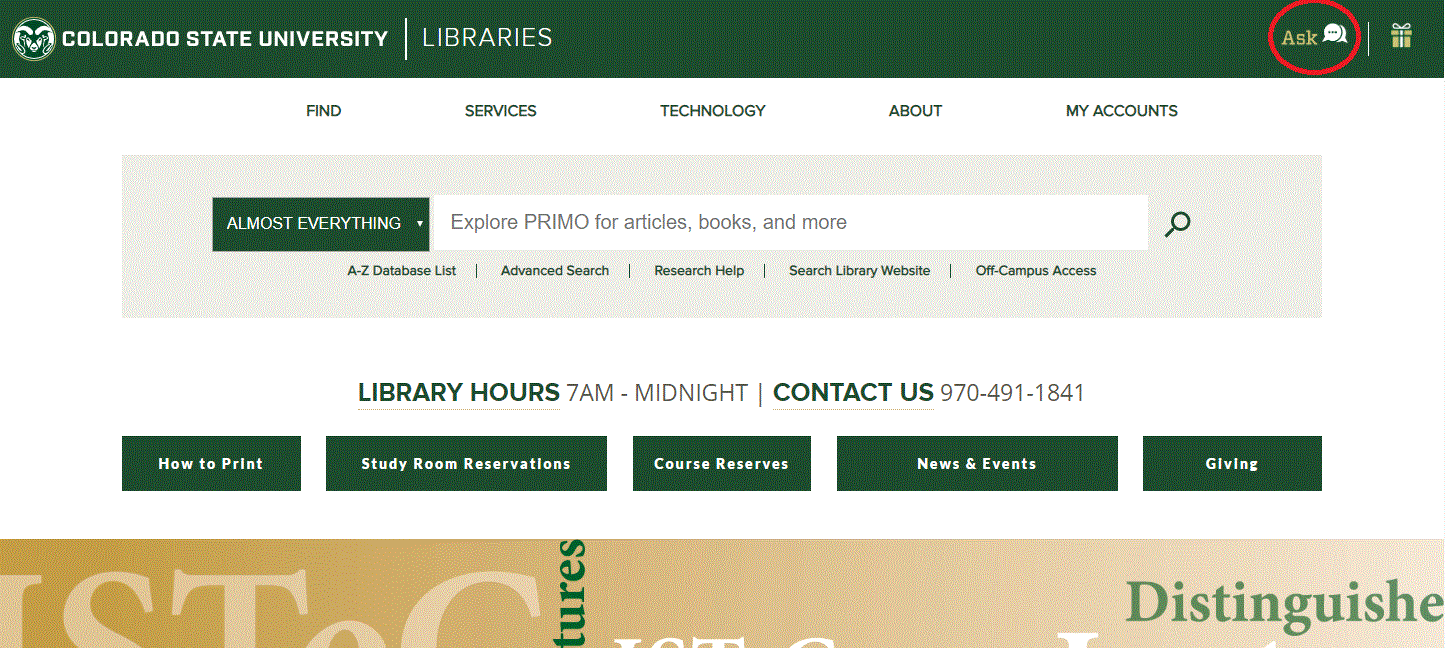 COLORADO STATE UNIVERSITY | LIBRARIES
Ask
FIND SERVICES TECHNOLOGY ABOUT MY ACCOUNTS
ALMOST EVERYTHING Explore PRIMO for articles, books, and more
A-Z Database List | Advanced Search | Research Help | Search Library Website | Off-Campus Access
LIBRARY HOURS 7AM - MIDNIGHT | CONTACT US 970-491-1841
How to Print Study Room Reservations Course Reserves News & Events Giving
ISTeC
tures
Distinguishe
ISTeC